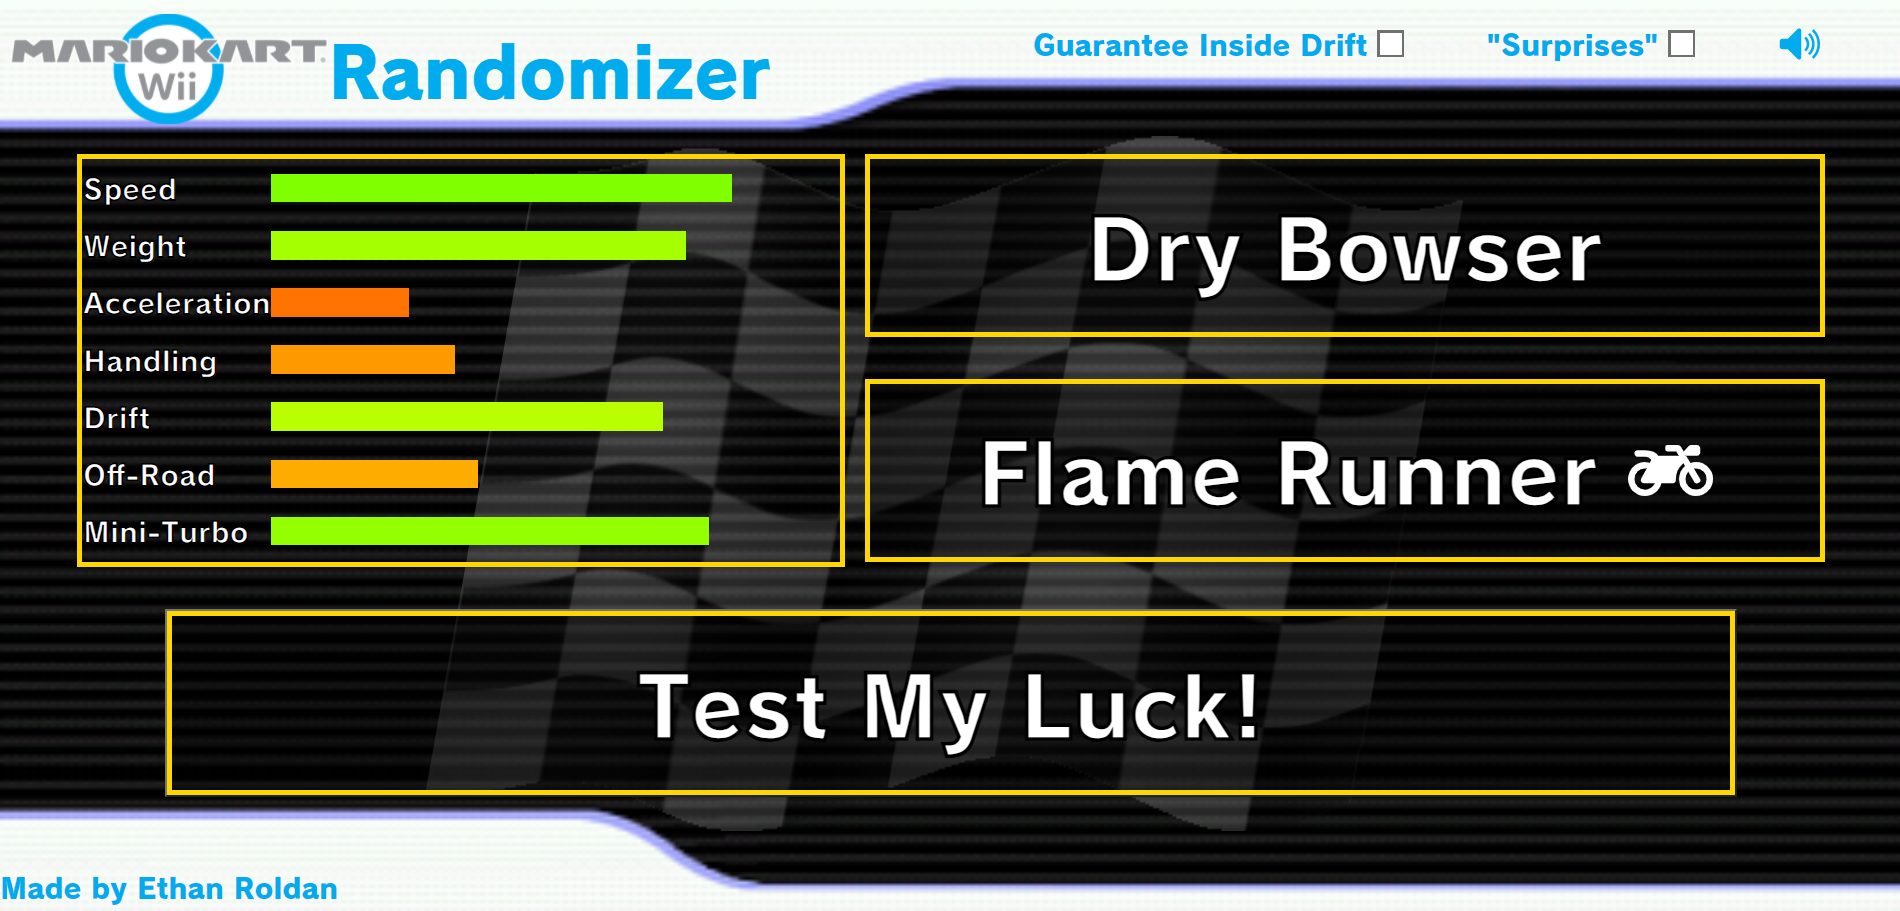 MARIOKART
Wii
Randomizer
Guarantee Inside Drift
"Surprises"
Speed
Weight
Acceleration
Handling
Drift
Off-Road
Mini-Turbo
Dry Bowser
Flame Runner
Test My Luck!
Made by Ethan Roldan